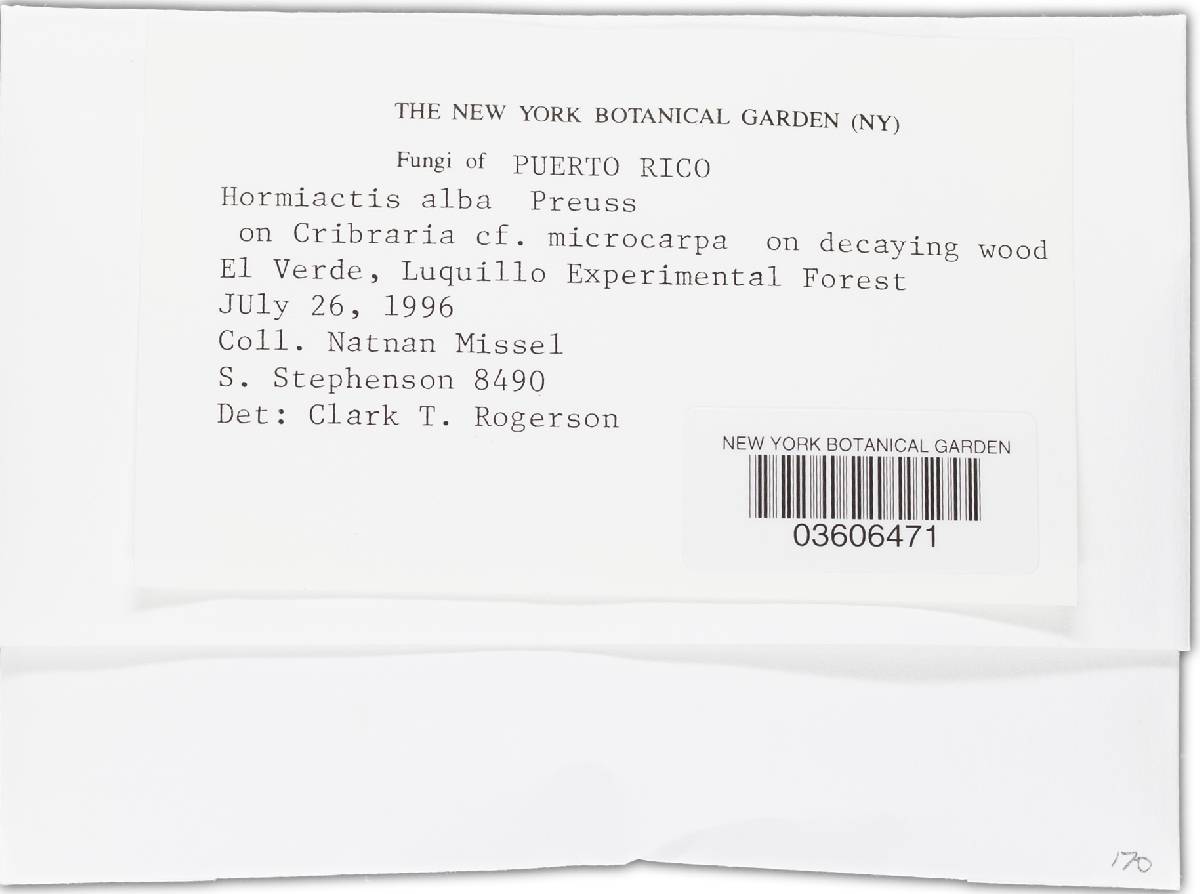 THE NEW YORK BOTANICAL GARDEN (NY)
Fungi of PUERTO RICO
Hormiactis alba Preuss
on Cribraria cf. microcarpa on decaying wood
El Verde, Luquillo Experimental Forest
JUly 26, 1996
Coll. Natnan Missel
S. Stephenson 8490
Det: Clark T. Rogerson
NEW YORK BOTANICAL GARDEN
03606471
170